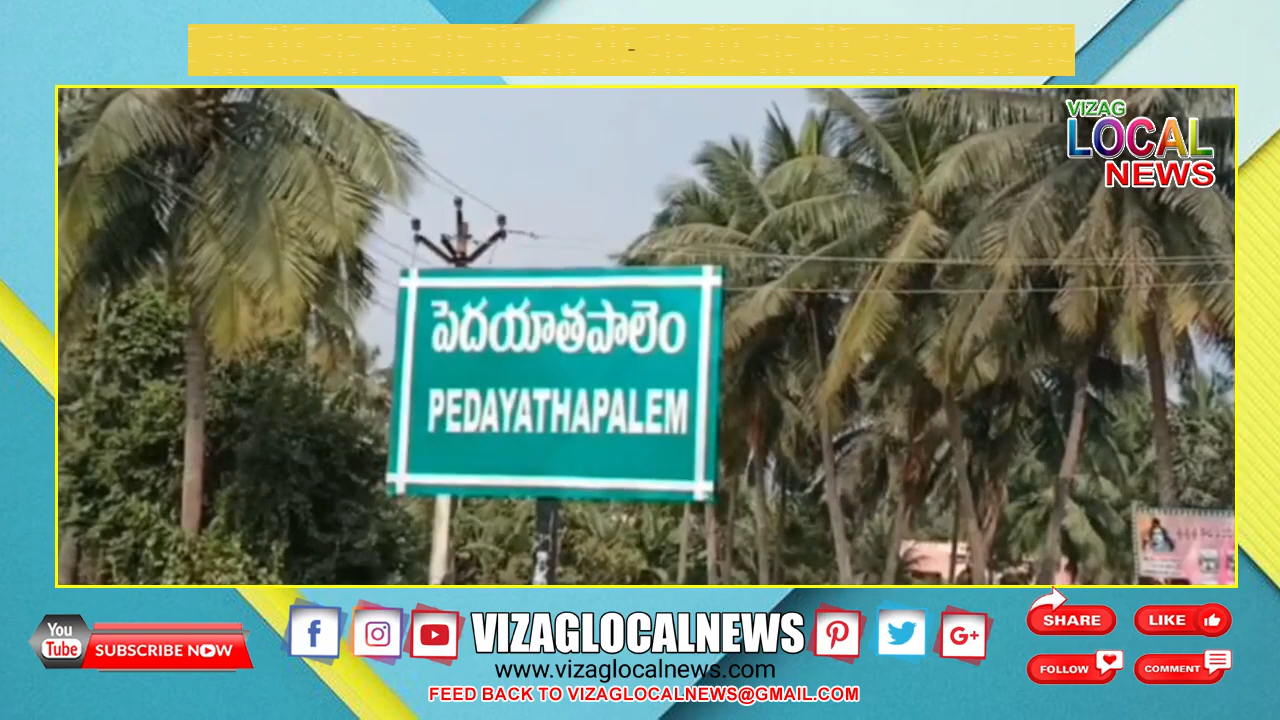 -
VIZAG
LOCAL
NEWS
పెదయాతపాలెం
PEDAYATHAPALEM
You
Tube
SUBSCRIBE NOW
f
VIZAGLOCALNEWS
G+
www.vizaglocalnews.com
FEED BACK TO VIZAGLOCALNEWS@GMAIL.COM
SHARE
LIKE
FOLLOW
COMMENT